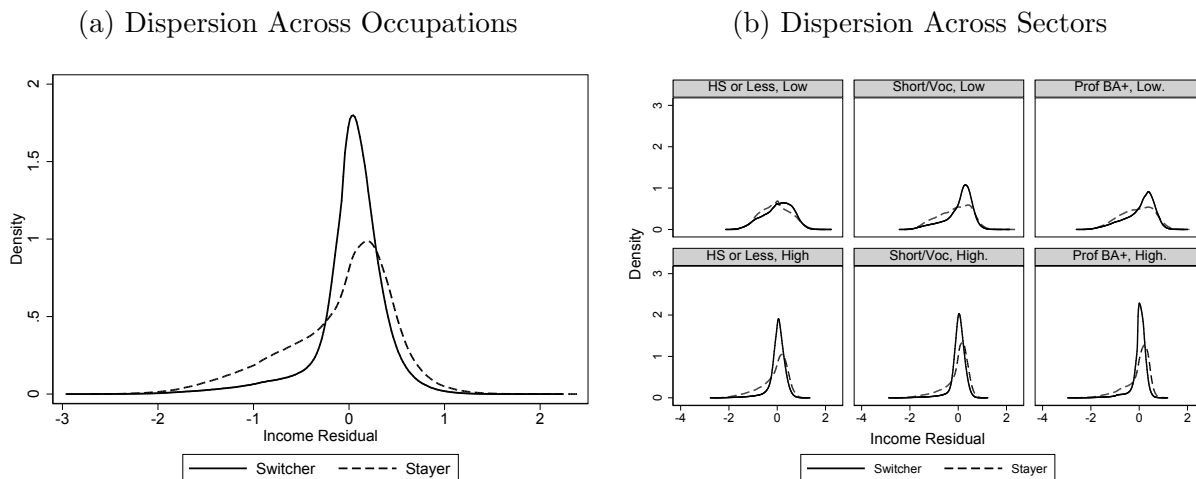 (a) Dispersion Across Occupations
2
1.5
1
.5
0
Density
-3 -2 -1 0 1 2
Income Residual
Switcher Stayer
(b) Dispersion Across Sectors
HS or Less, Low Short/Voc, Low Prof BA+, Low.
3
2
1
0
HS or Less, High Short/Voc, High. Prof BA+, High.
3
2
1
0
Density
-4 -2 0 2 -4 -2 0 2 -4 -2 0 2
Income Residual
Switcher Stayer